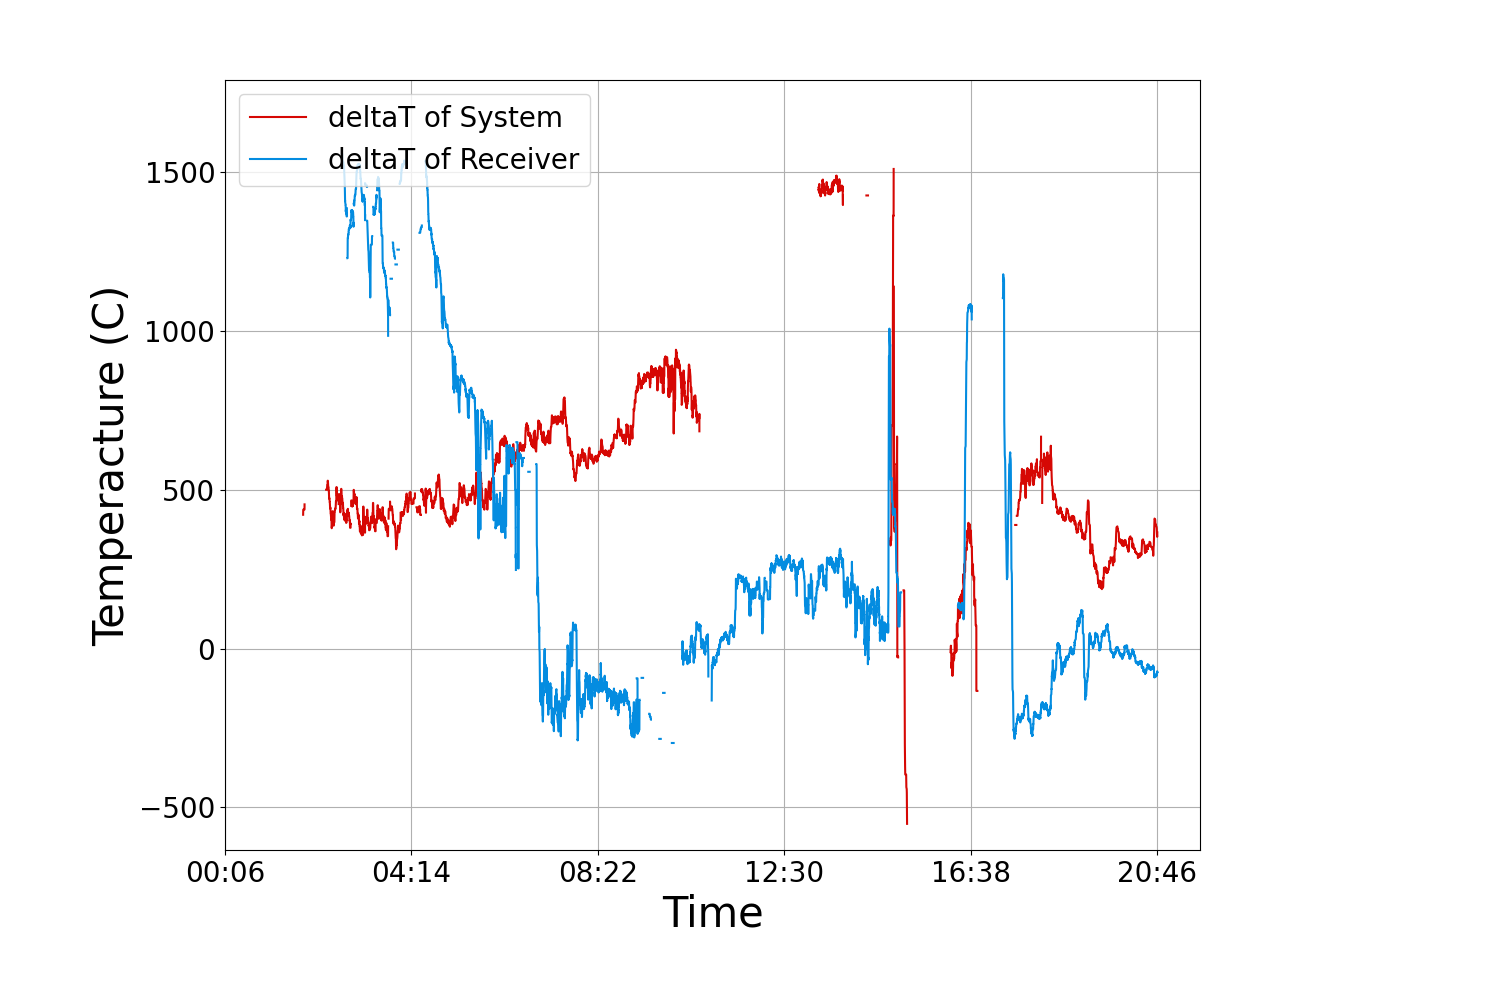 deltaT of System
deltaT of Receiver
1500
1000
500
0
−500
Temperacture (C)
00:06 04:14 08:22 12:30 16:38 20:46
Time